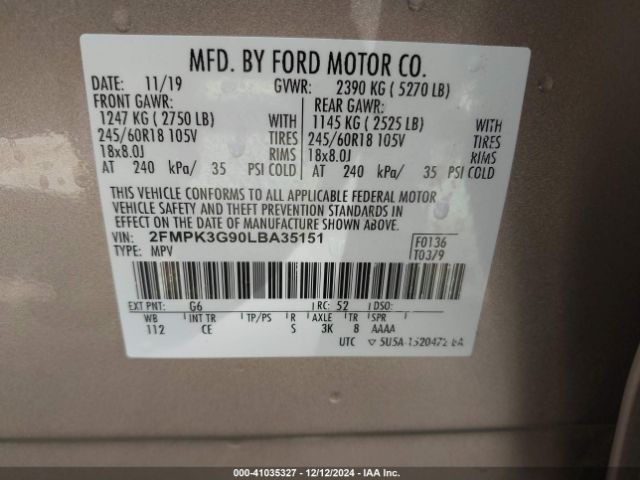 MFD. BY FORD MOTOR CO.
DATE: 11/19 GVWR: 2390 KG ( 5270 LB)
FRONT GAWR: REAR GAWR:
1247 KG ( 2750 LB) WITH 1145 KG ( 2525 LB) WITH
245/60R18 105V TIRES 245/60R18 105V TIRES
18x8.0J RIMS 18x8.0J RIMS
AT 240 kPa/ 35 PSI COLD AT 240 kPa/ 35 PSI COLD
THIS VEHICLE CONFORMS TO ALL APPLICABLE FEDERAL MOTOR
VEHICLE SAFETY AND THEFT PREVENTION STANDARDS IN
EFFECT ON THE DATE OF MANUFACTURE SHOWN ABOVE.
VIN: 2FMPK3G90LBA35151 F0136
TYPE: MPV T03/9
EXT PNT: G6 RC: 52 DSO:
WB INT TR TP/PS R AXLE TR SPR
112 CE S 3K 8 AAAA
UTC ▽ 5U5A-1520472-BA
000-41035327 - 12/12/2024 - IAAI.COM